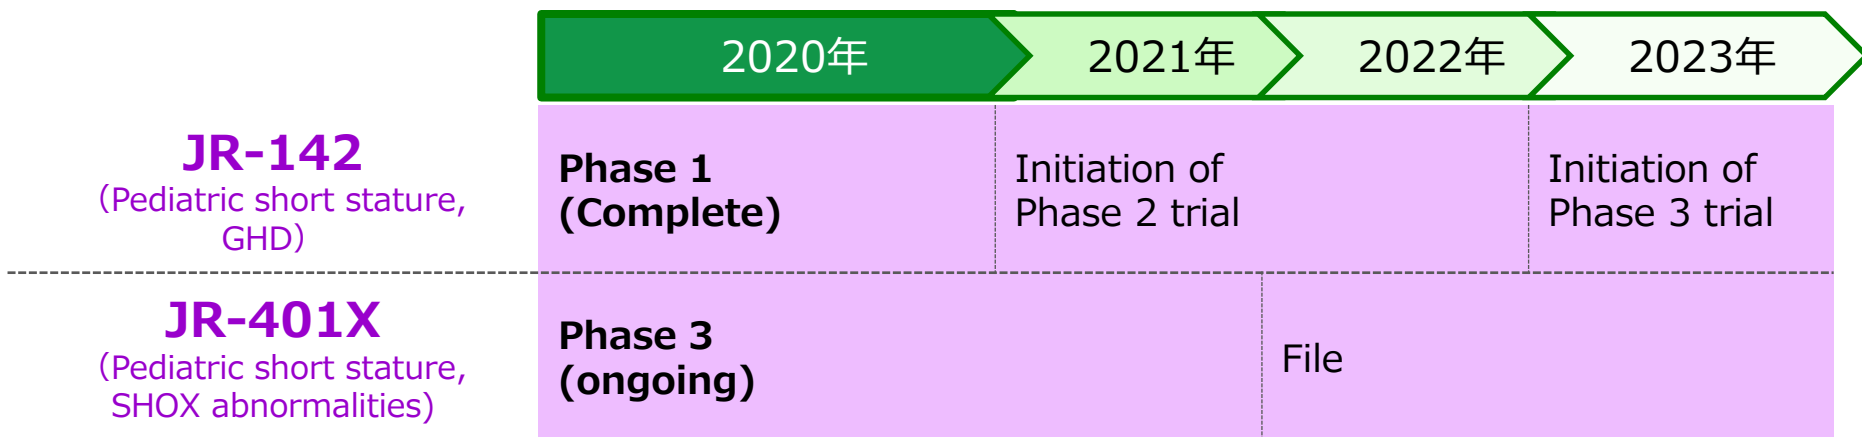 2020年 2021年 2022年 2023年
JR-142
（Pediatric short stature,
GHD）
Phase 1
(Complete)
Initiation of
Phase 2 trial
Initiation of
Phase 3 trial
JR-401X
（Pediatric short stature,
SHOX abnormalities)
Phase 3
(ongoing)
File